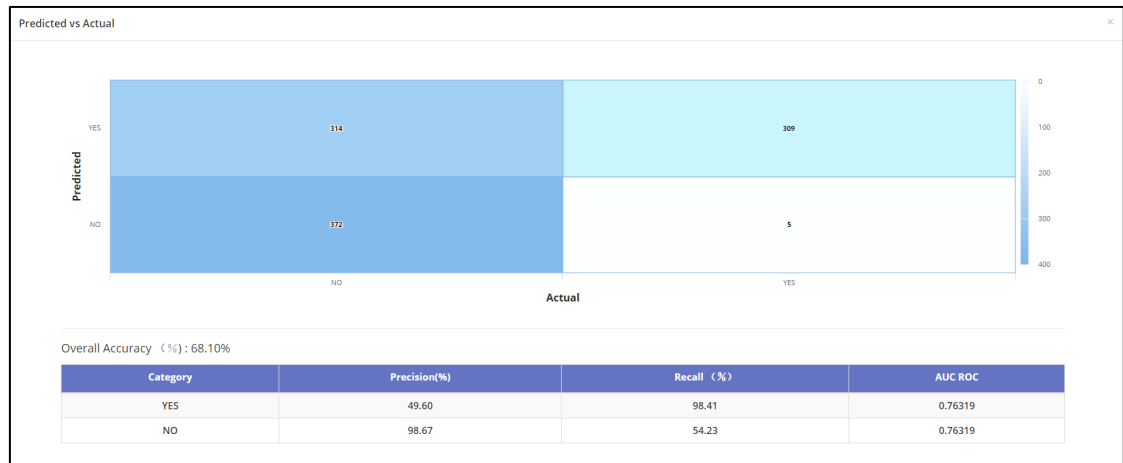 Predicted vs Actual ×
YES 314 309
NO 372 5
Predicted
0
100
200
300
400
NO YES
Actual
Overall Accuracy （%）: 68.10%
Category Precision(%) Recall （%） AUC ROC
YES 49.60 98.41 0.76319
NO 98.67 54.23 0.76319